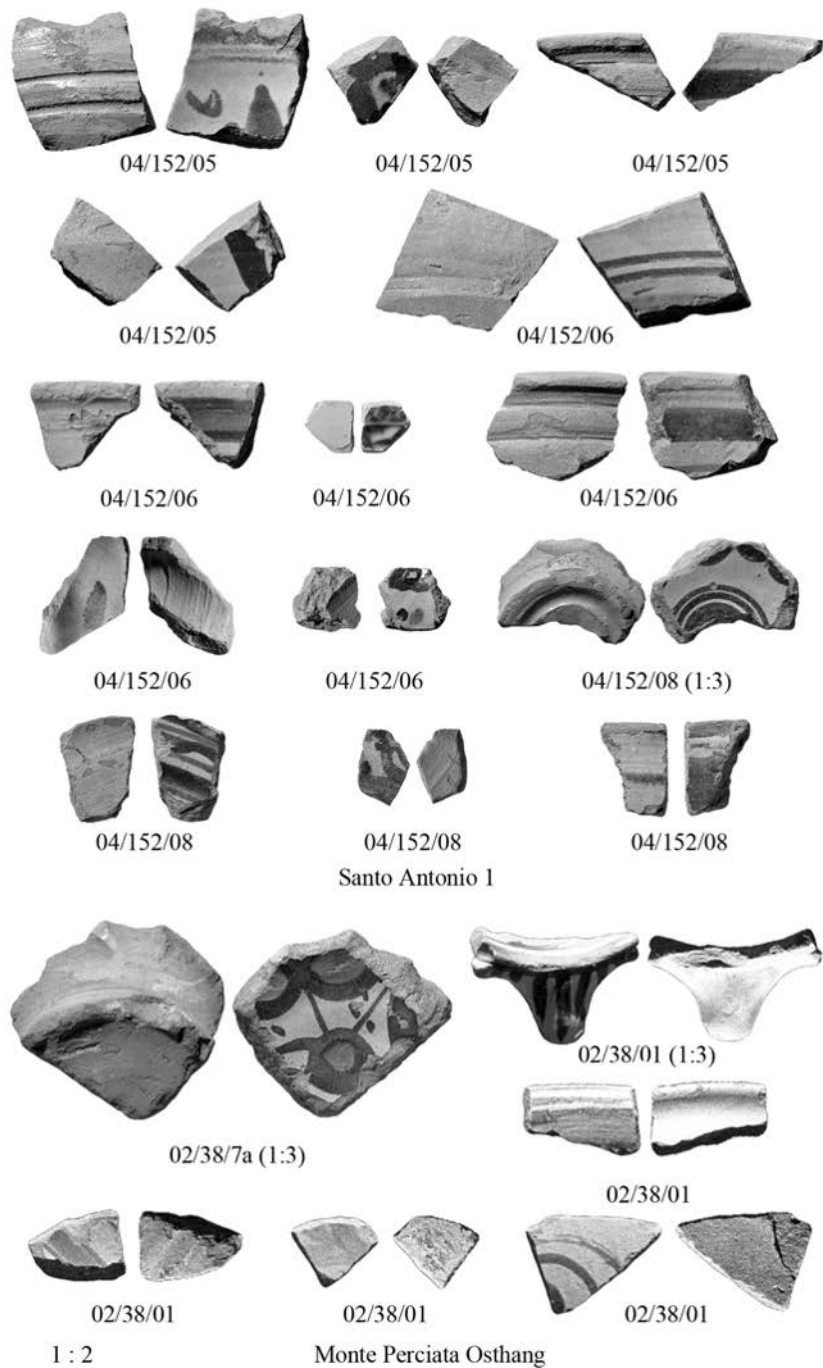 04/152/05 04/152/05 04/152/05
04/152/05 04/152/06
04/152/06 04/152/06 04/152/06
04/152/06 04/152/06 04/152/08 (1:3)
04/152/08 04/152/08 04/152/08
Santo Antonio 1
02/38/01 (1:3)
02/38/7a (1:3)
02/38/01
02/38/01 02/38/01 02/38/01
1 : 2 Monte Perciata Osthang